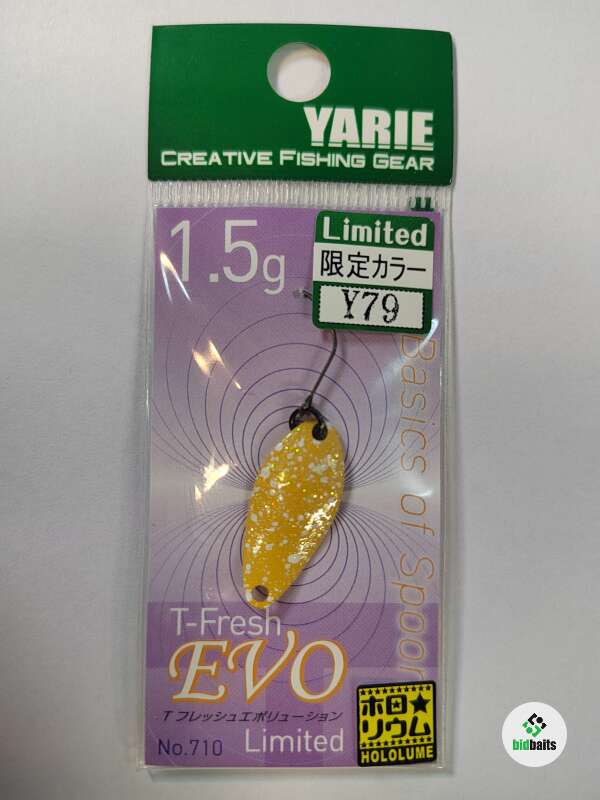 YARIE
CREATIVE FISHING GEAR
1.5g
Limited
限定カラー
Y79
Basics of Spoon
T-Fresh
EVO
T フレッシュエボリューション
No.710
Limited
ホロ★
リウム
HOLOLUME
bidbaits